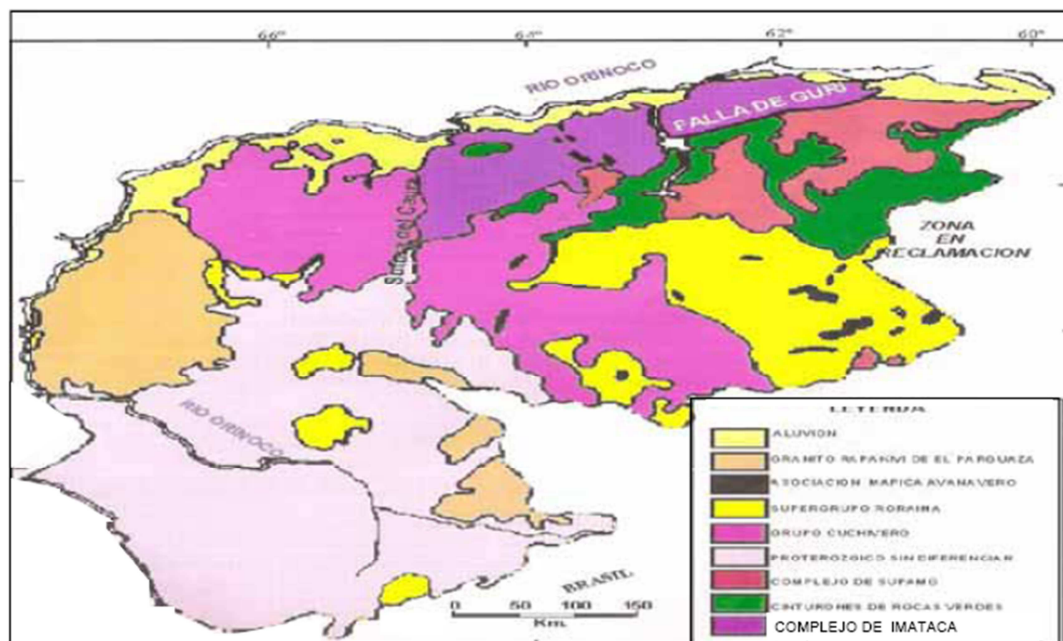 66
64
62
60
RIO ORINOCO
FALLA DE GURI
ZONA
EN
RECLAMACION
RIO ORINOCO
BRASIL
0 50 100 150
Km.
LEYENDA
ALUVION
GRANITO RAPAKIVI DE EL PARGUAZA
ASOCIACION MAFICA AVANAVERO
SUPERGRUPO RORAIMA
GRUPO CUCHIVERO
PROTEROZOICO SIN DIFERENCIAR
COMPLEJO DE SUPAMO
CINTURONES DE ROCAS VERDES
COMPLEJO DE IMATACA